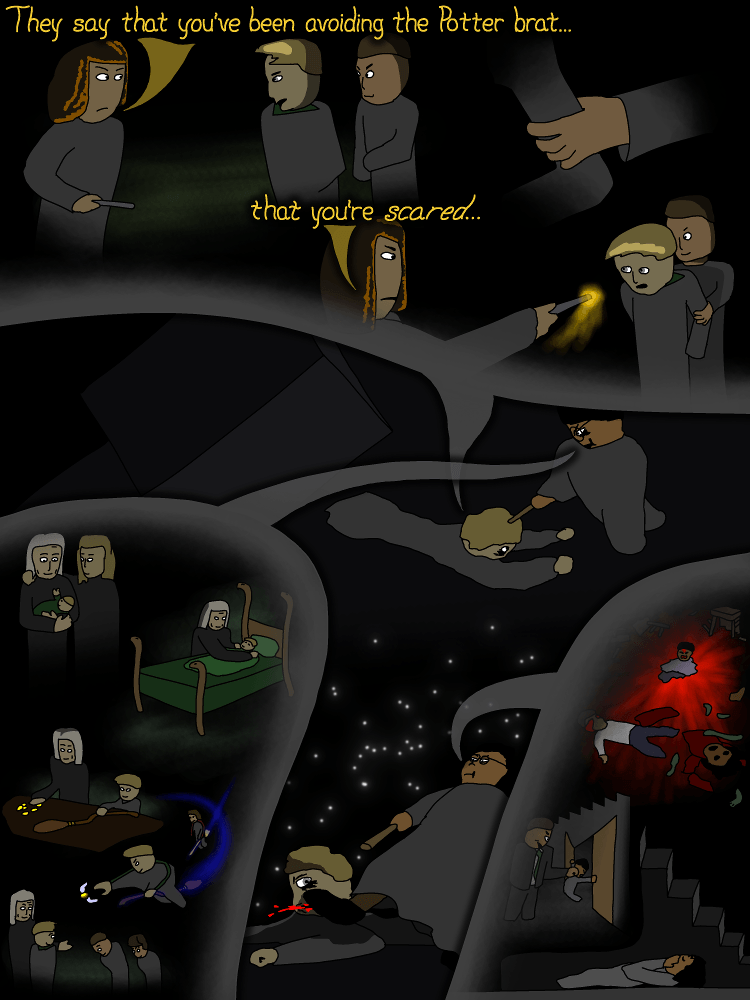 They say that you've been avoiding the Potter brat...
that you're scared...